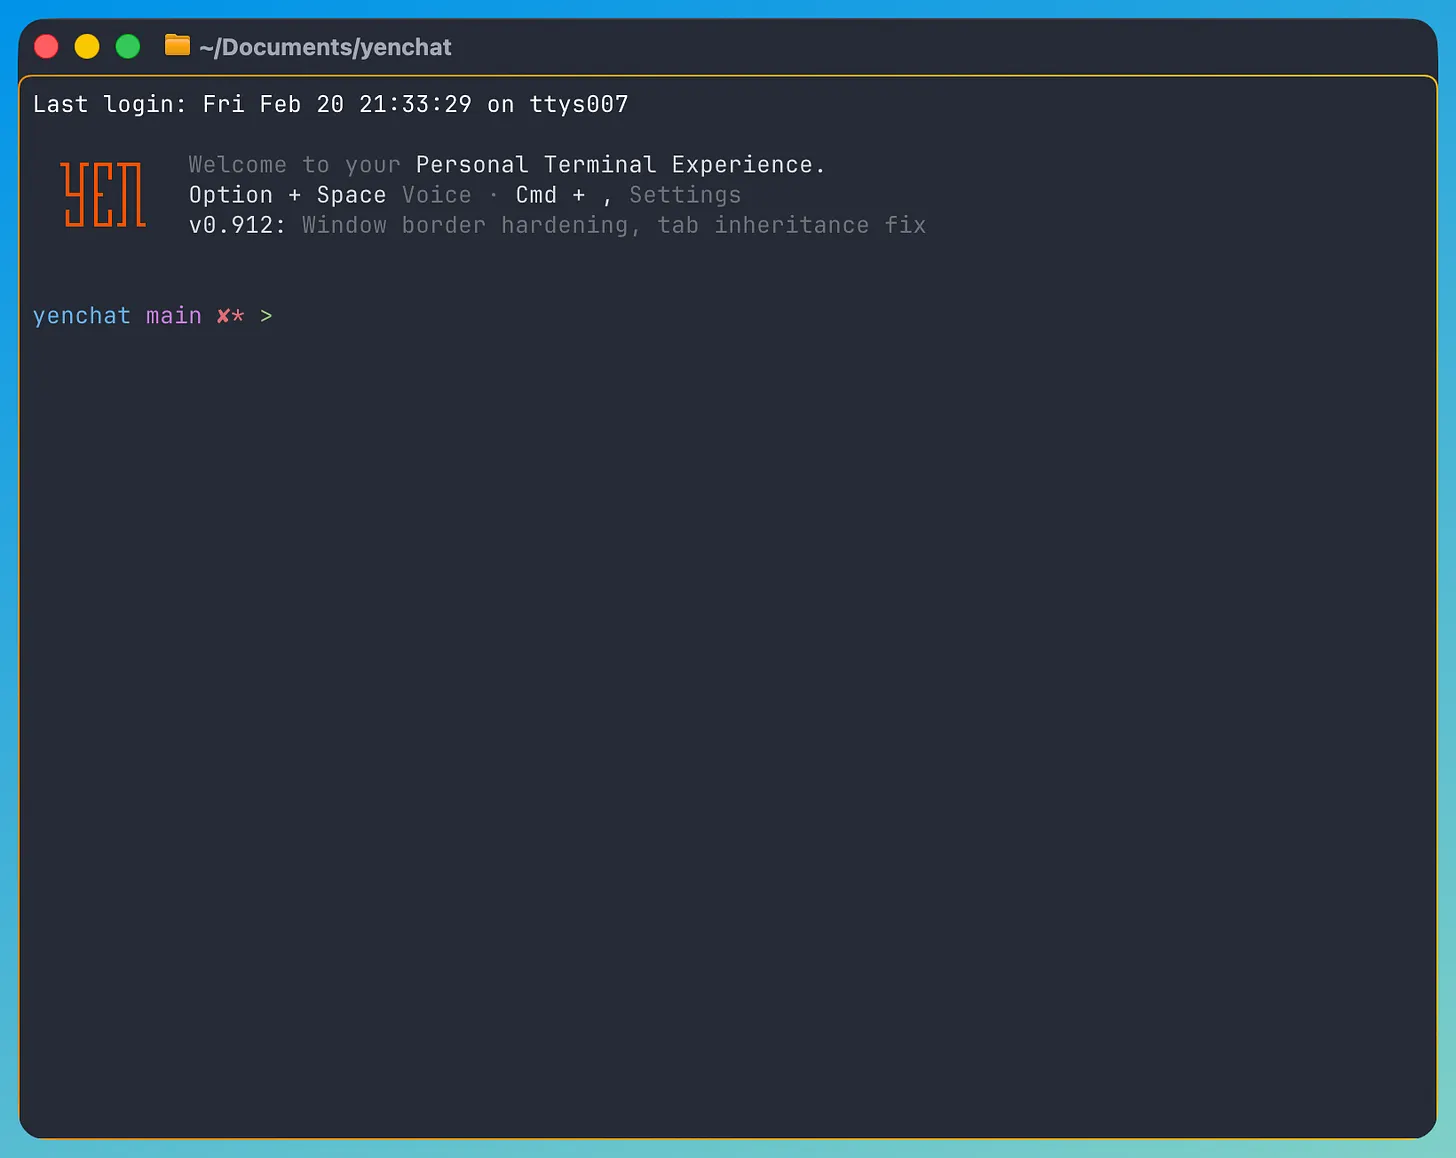 ~/Documents/yenchat
Last login: Fri Feb 20 21:33:29 on ttys007
YEN
Welcome to your Personal Terminal Experience.
Option + Space Voice · Cmd + , Settings
v0.912: Window border hardening, tab inheritance fix
yenchat main ✘* >